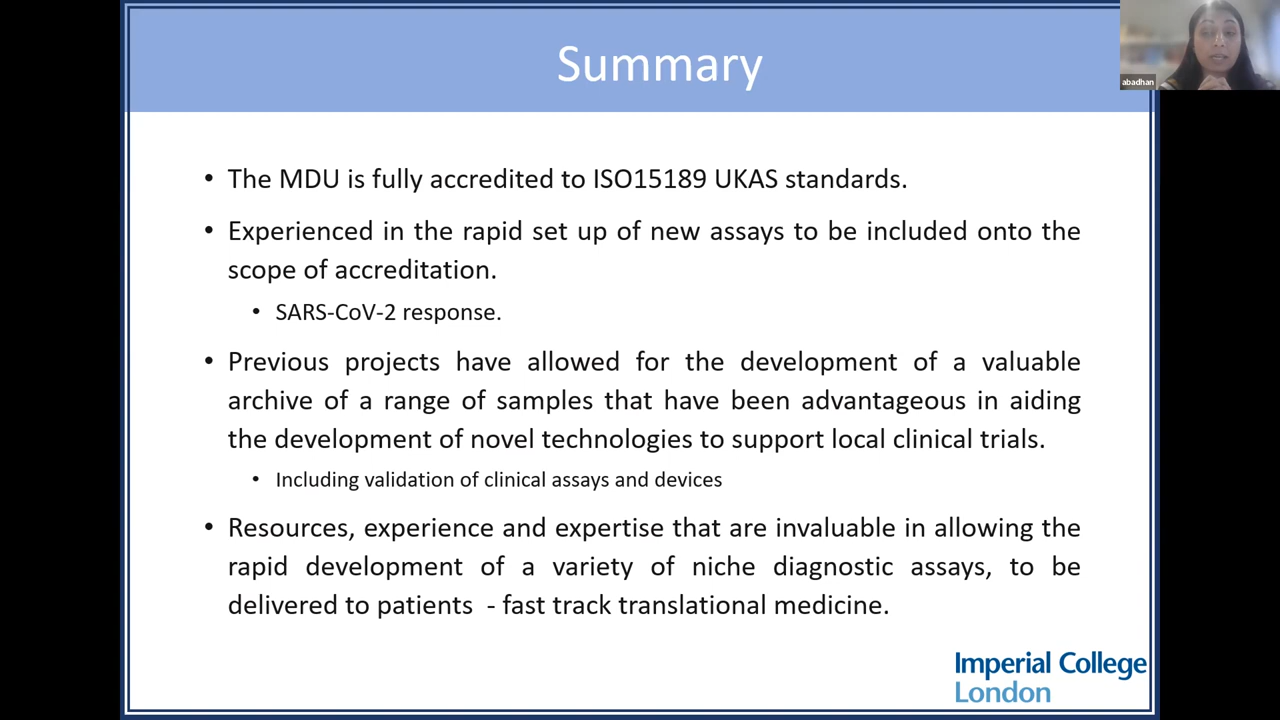 Summary
abadhan
• The MDU is fully accredited to ISO15189 UKAS standards.
• Experienced in the rapid set up of new assays to be included onto the
scope of accreditation.
• SARS-CoV-2 response.
• Previous projects have allowed for the development of a valuable
archive of a range of samples that have been advantageous in aiding
the development of novel technologies to support local clinical trials.
• Including validation of clinical assays and devices
• Resources, experience and expertise that are invaluable in allowing the
rapid development of a variety of niche diagnostic assays, to be
delivered to patients - fast track translational medicine.
Imperial College
London